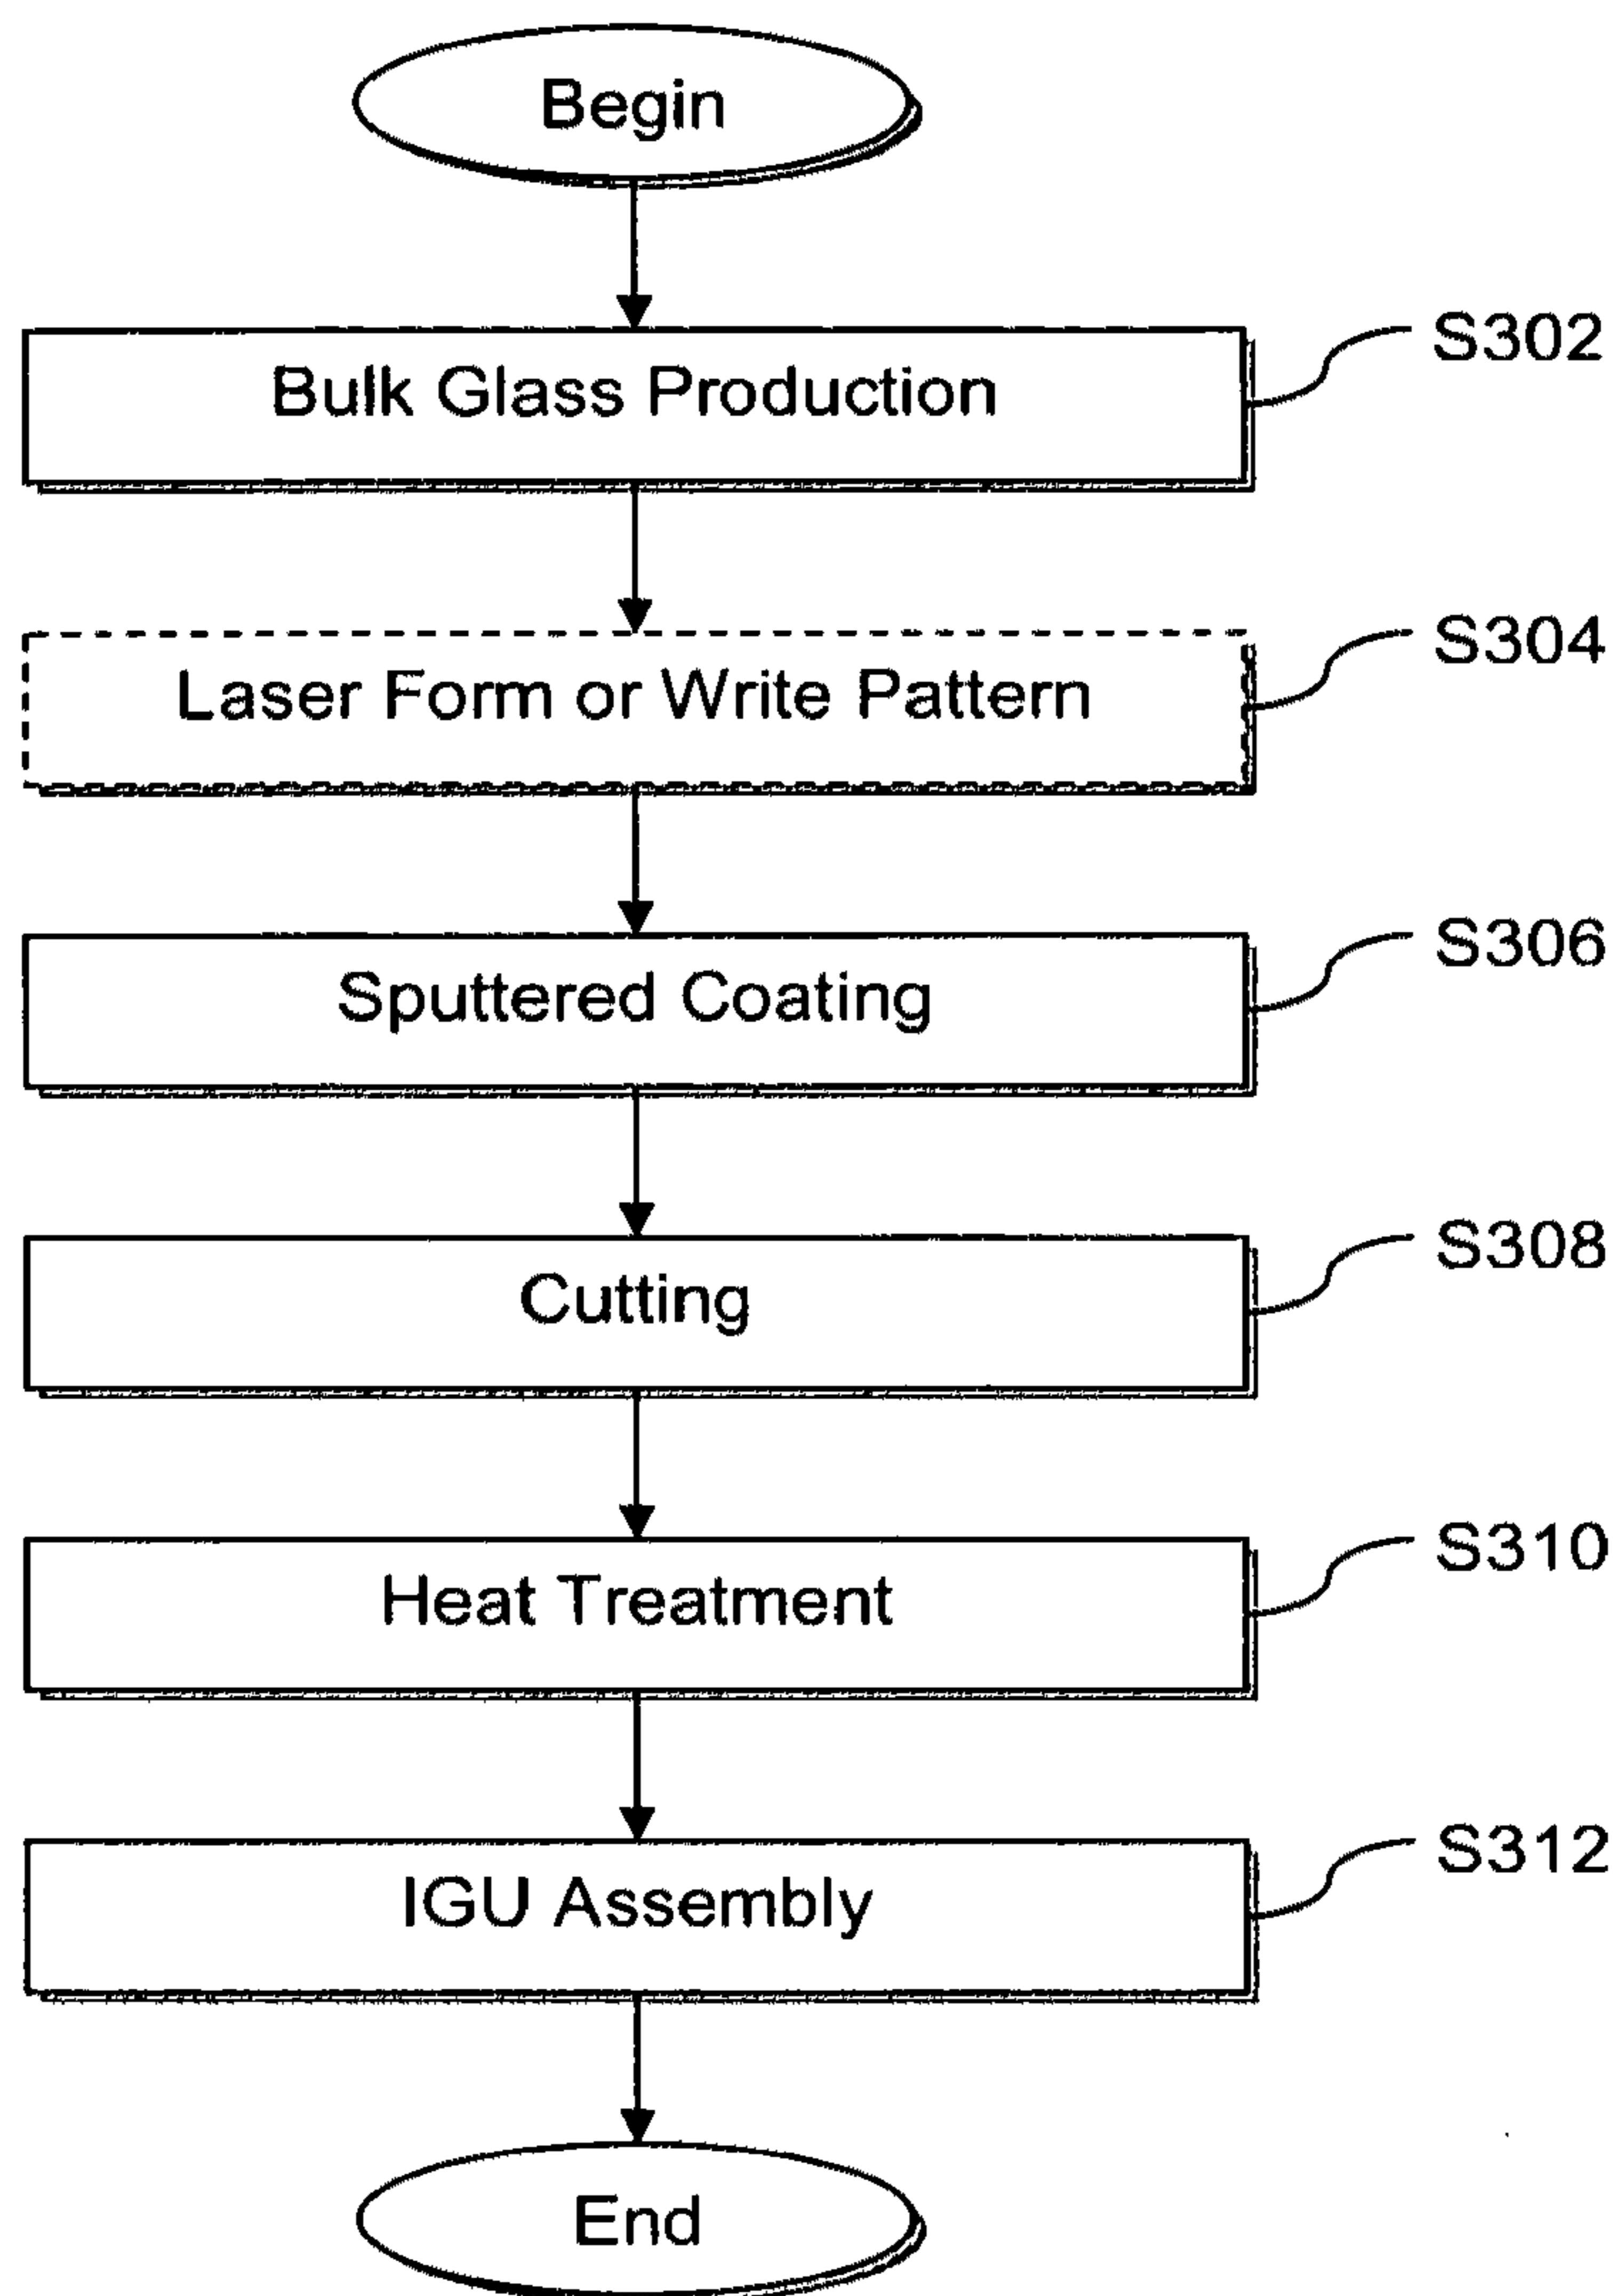 Begin
Bulk Glass Production
S302
Laser Form or Write Pattern
S304
Sputtered Coating
S306
Cutting
S308
Heat Treatment
S310
IGU Assembly
S312
End